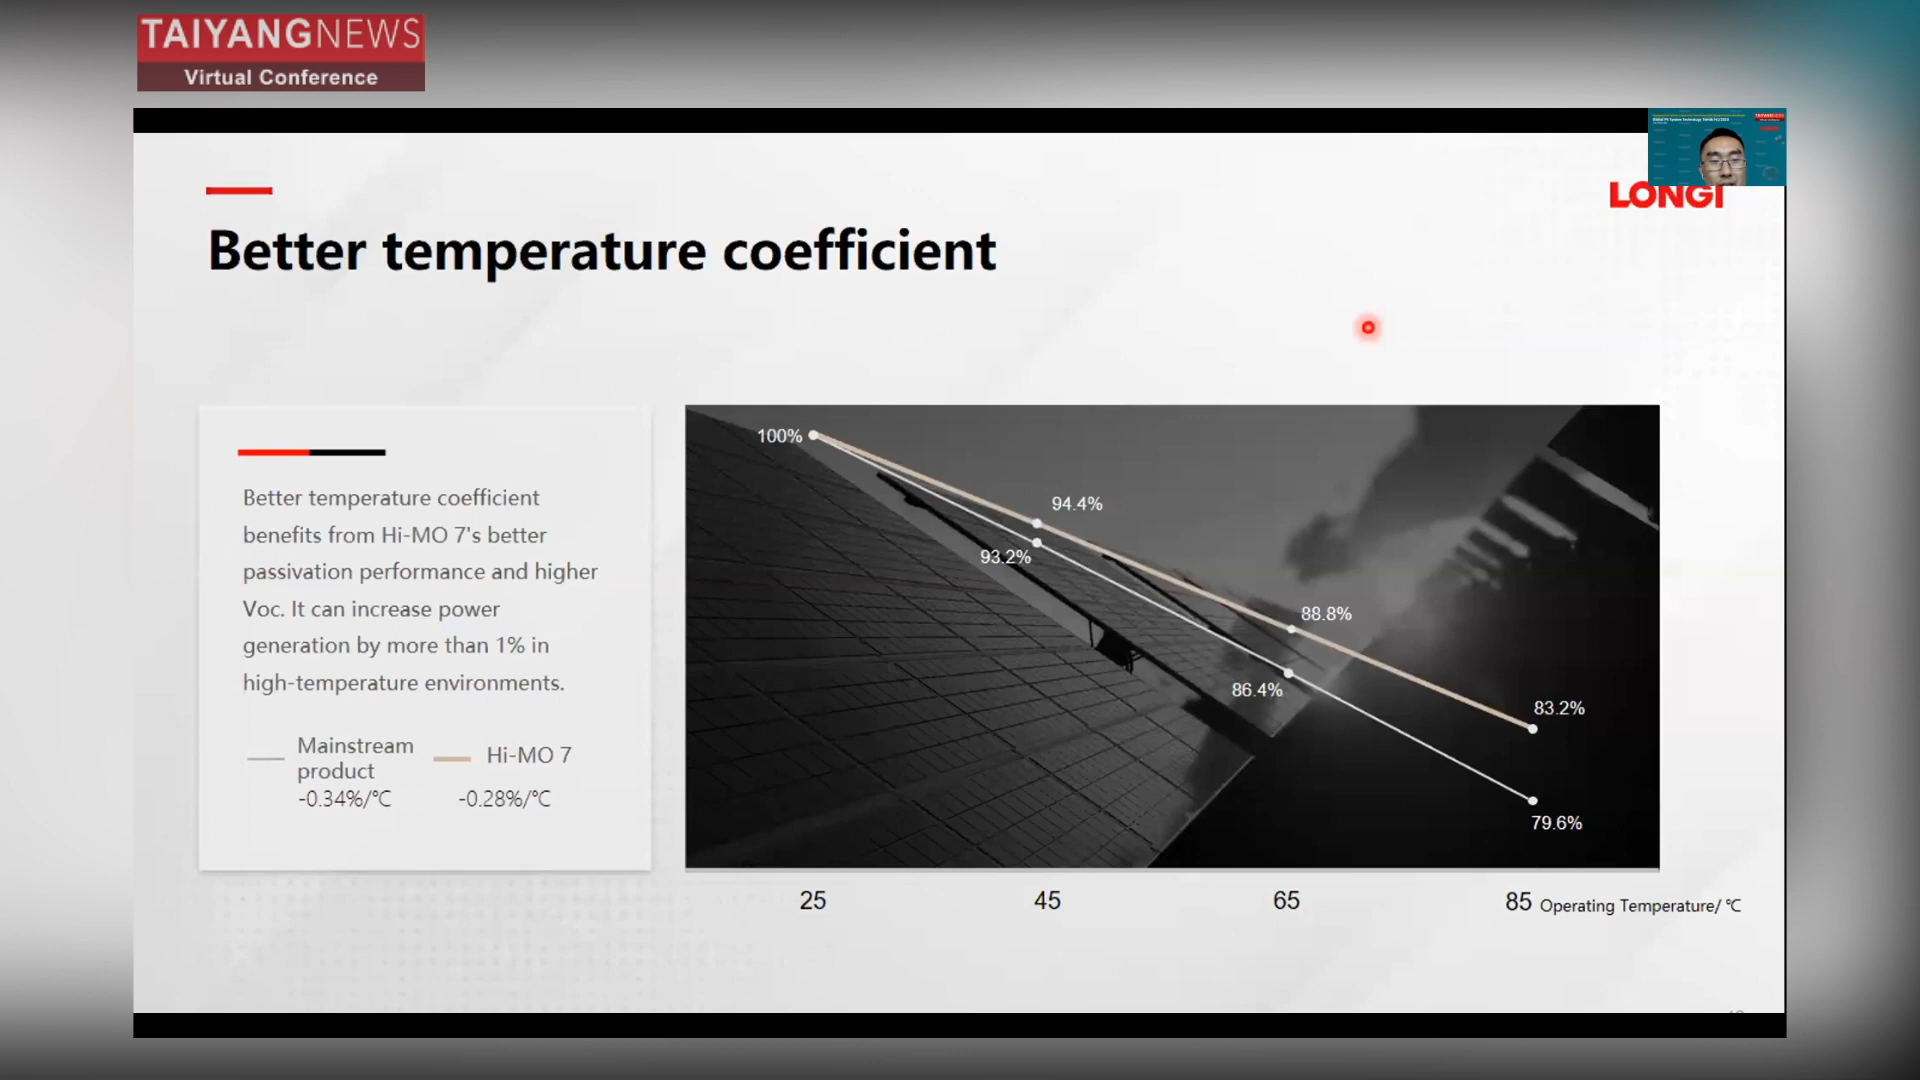 TAIYANGNEWS
Virtual Conference
LONGi
Better temperature coefficient
Better temperature coefficient
benefits from Hi-MO 7's better
passivation performance and higher
Voc. It can increase power
generation by more than 1% in
high-temperature environments.
Mainstream
product
-0.34%/℃
Hi-MO 7
-0.28%/℃
100%
94.4%
93.2%
88.8%
86.4%
83.2%
79.6%
25 45 65 85 Operating Temperature/ ℃